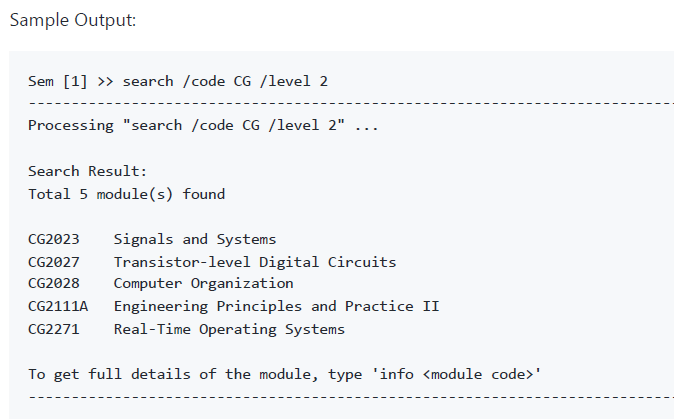 Sample Output:
Sem [1] >> search /code CG /level 2
--------------------------------------------------------------------------
Processing "search /code CG /level 2" ...
Search Result:
Total 5 module(s) found
CG2023    Signals and Systems
CG2027    Transistor-level Digital Circuits
CG2028    Computer Organization
CG2111A   Engineering Principles and Practice II
CG2271    Real-Time Operating Systems
To get full details of the module, type 'info <module code>'
--------------------------------------------------------------------------